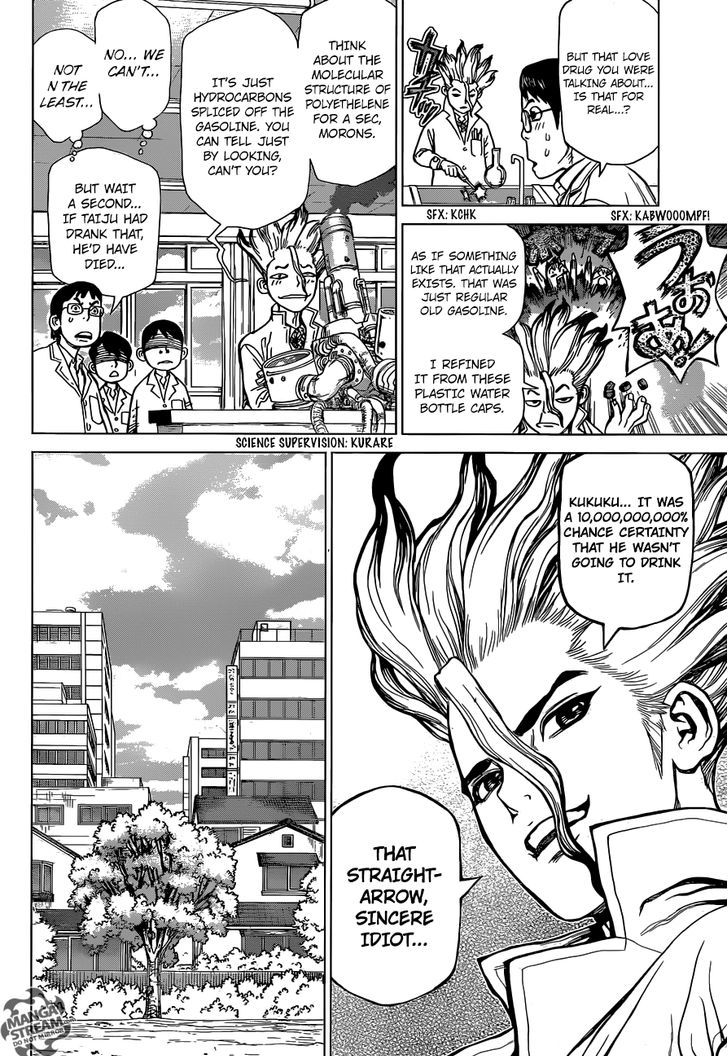 BUT THAT LOVE
DRUG YOU WERE
TALKING ABOUT...
IS THAT FOR
REAL...?
SFX: KCHK
SFX: KABWOOOMPF!
AS IF SOMETHING
LIKE THAT ACTUALLY
EXISTS. THAT WAS
JUST REGULAR
OLD GASOLINE.
I REFINED
IT FROM THESE
PLASTIC WATER
BOTTLE CAPS.
THINK
ABOUT THE
MOLECULAR
STRUCTURE OF
POLYETHELENE
FOR A SEC,
MORONS.
IT'S JUST
HYDROCARBONS
SPLICED OFF THE
GASOLINE. YOU
CAN TELL JUST
BY LOOKING,
CAN'T YOU?
NO... WE
CAN'T...
NOT
N THE
LEAST...
BUT WAIT
A SECOND...
IF TAIJU HAD
DRANK THAT,
HE'D HAVE
DIED...
SCIENCE SUPERVISION: KURARE
KUKUKU... IT WAS
A 10,000,000,000%
CHANCE CERTAINTY
THAT HE WASN'T
GOING TO DRINK
IT.
THAT
STRAIGHT-
ARROW,
SINCERE
IDIOT...
MANGA
STREAM
DO NOT MIRROR